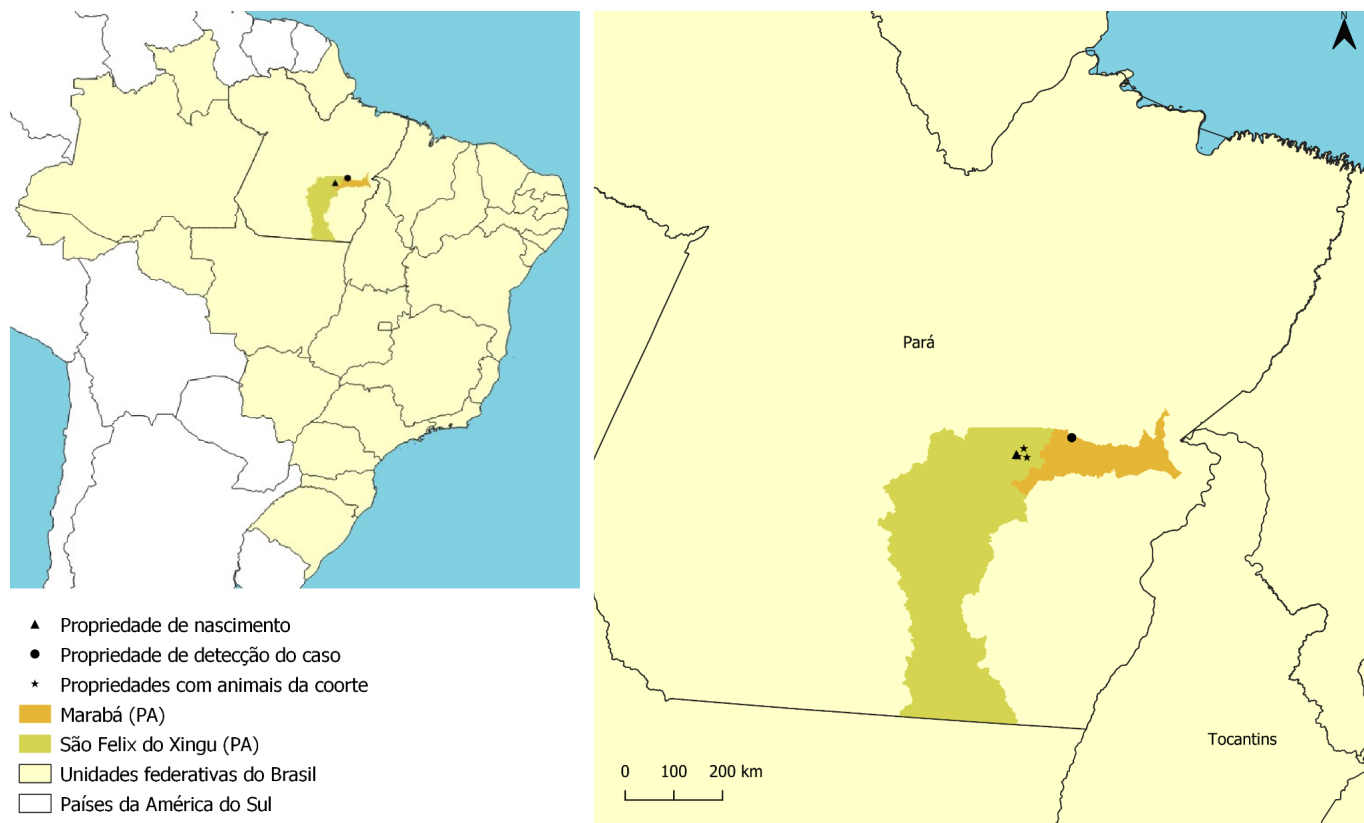 N
Pará
Tocantins
0 100 200 km
Propriedade de nascimento
Propriedade de detecção do caso
Propriedades com animais da coorte
Marabá (PA)
São Felix do Xingu (PA)
Unidades federativas do Brasil
Países da América do Sul